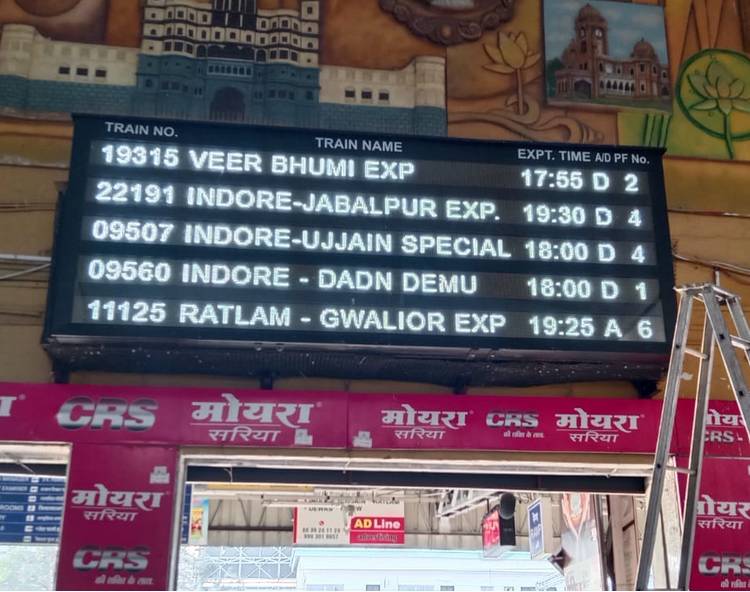 TRAIN NO. TRAIN NAME EXPT. TIME A/D PF No.
19315 VEER BHUMI EXP 17:55 D 2
22191 INDORE-JABALPUR EXP. 19:30 D 4
09507 INDORE-UJJAIN SPECIAL 18:00 D 4
09560 INDORE - DADN DEMU 18:00 D 1
11125 RATLAM - GWALIOR EXP 19:25 A 6
CRS मोयरा सरिया
मोयरा सरिया CRS मोयरा सरिया
मोयरा
सरिया
CRS
AD Line
advertising
मोयरा
सरिया
CRS